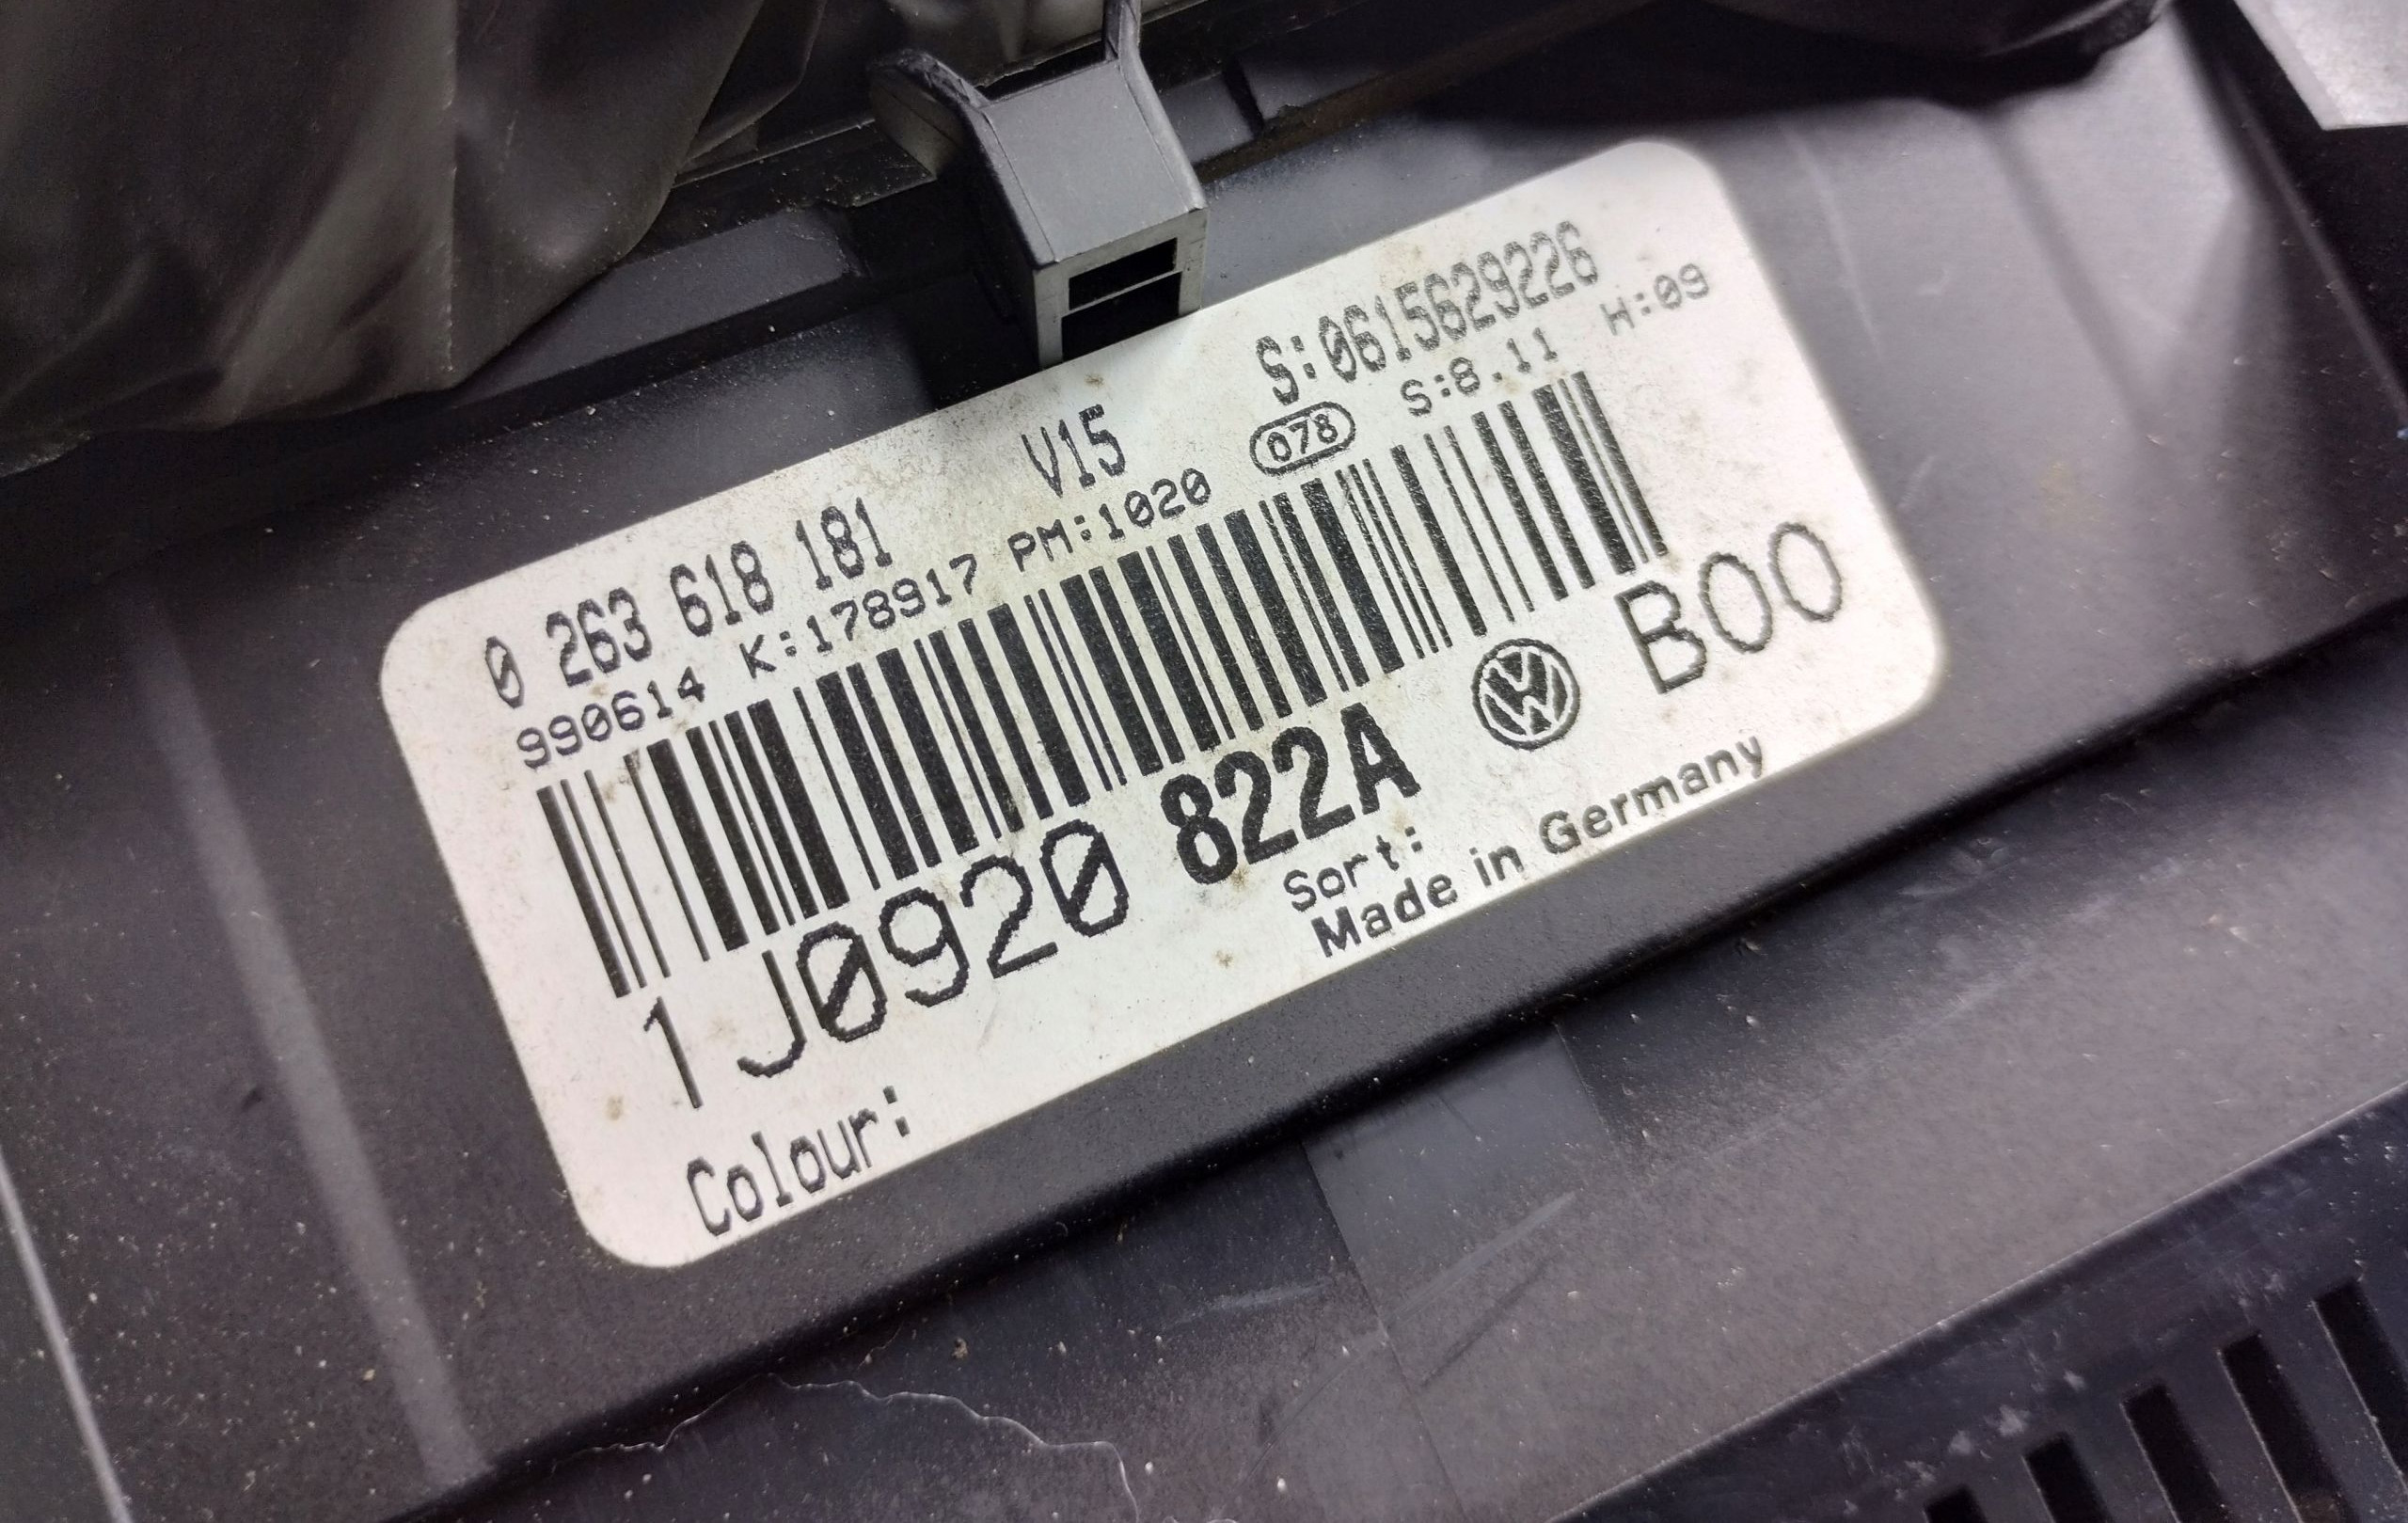 0 263 618 181 V15 S:0615629226
990614 K:178917 PM:1020 078 S:8.11 H:09
1J0920 822A B00
Sort:
Made in Germany
Colour: